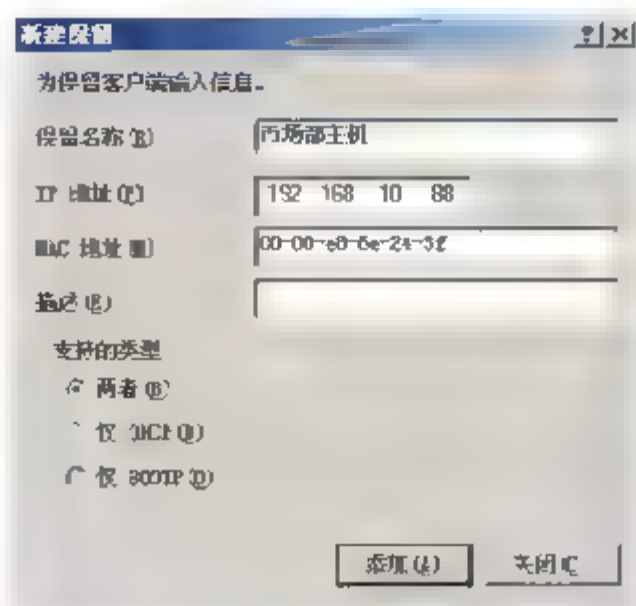 新建保留
为保留客户端输入信息。
保留名称(R)
市场部主机
IP 地址(P)
192 168 10 88
MAC 地址(M)
00-00-e8-6e-24-3f
描述(E)
支持的类型
两者(B)
仅 DHCP(D)
仅 BOOTP(O)
添加(A)
关闭(C)